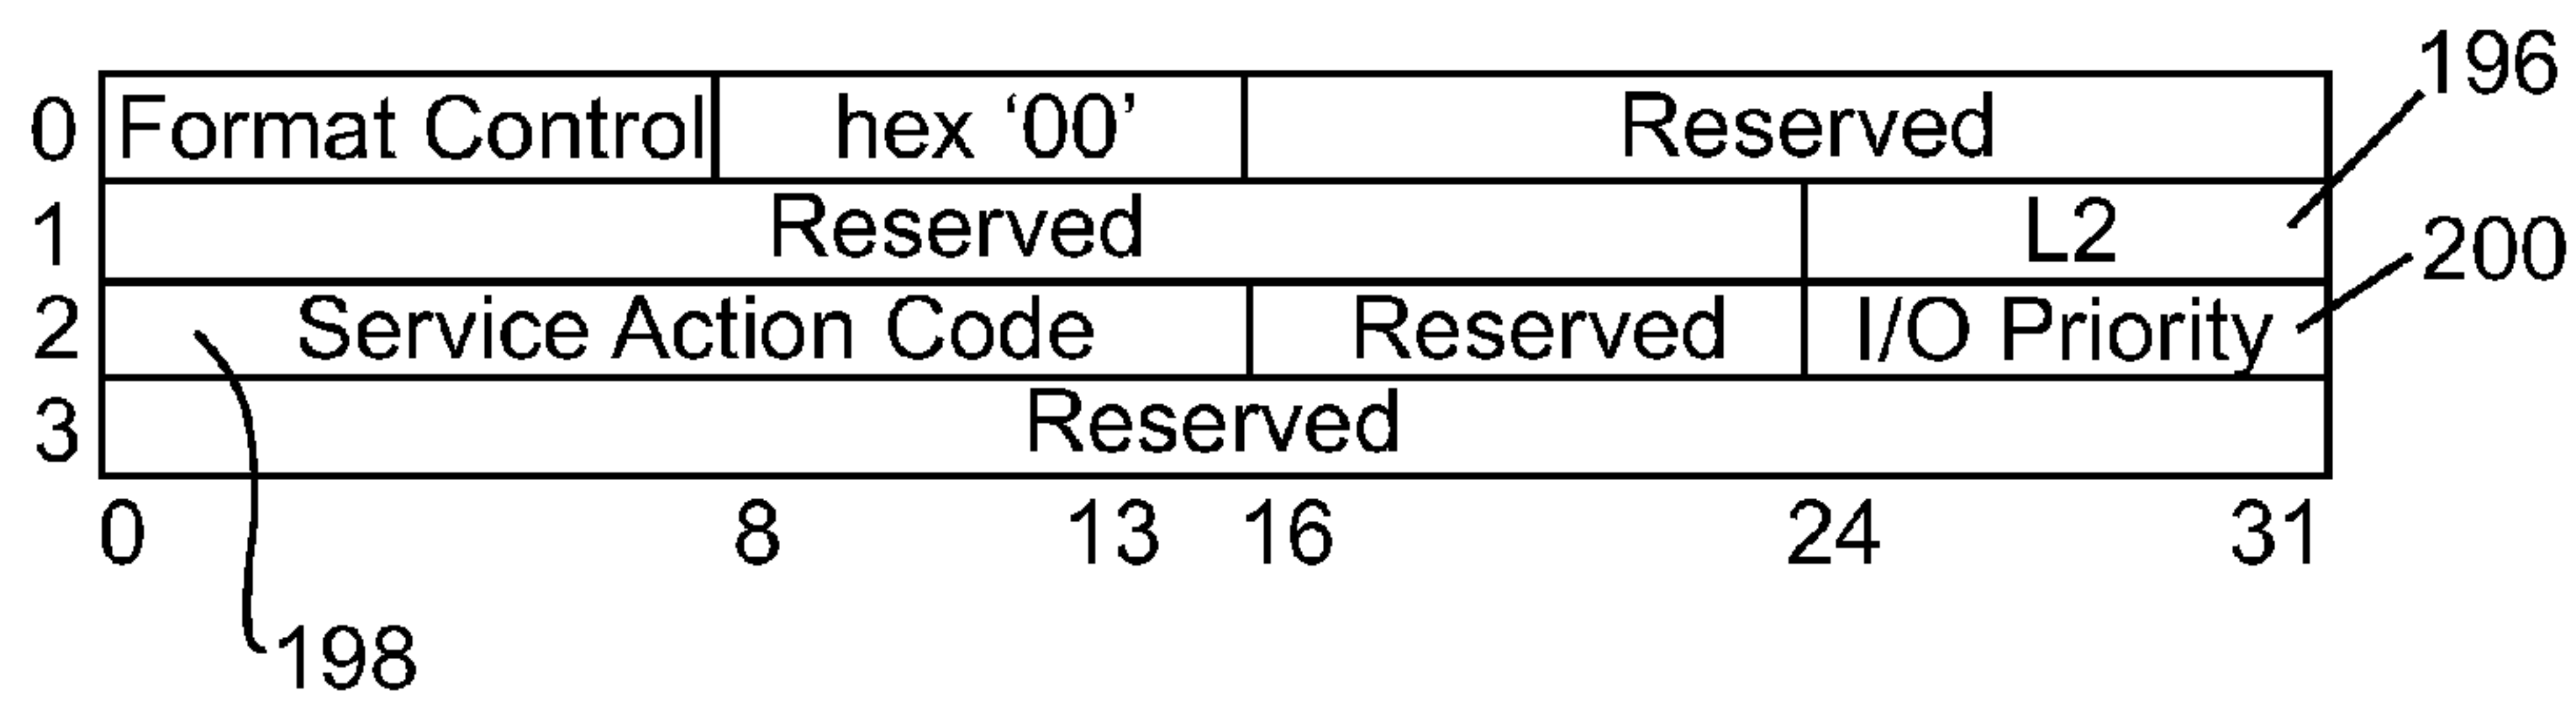 196
0 Format Control hex ‘00’ Reserved
1 Reserved L2
200
2 Service Action Code Reserved I/O Priority
3 Reserved
0 8 13 16 24 31
198